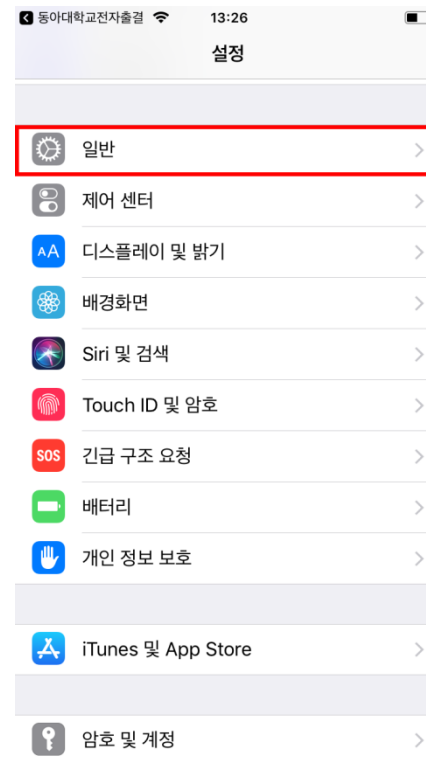 동아대학교전자출결 13:26
설정
일반
제어 센터
AA 디스플레이 및 밝기
배경화면
Siri 및 검색
Touch ID 및 암호
SOS 긴급 구조 요청
배터리
개인 정보 보호
iTunes 및 App Store
암호 및 계정